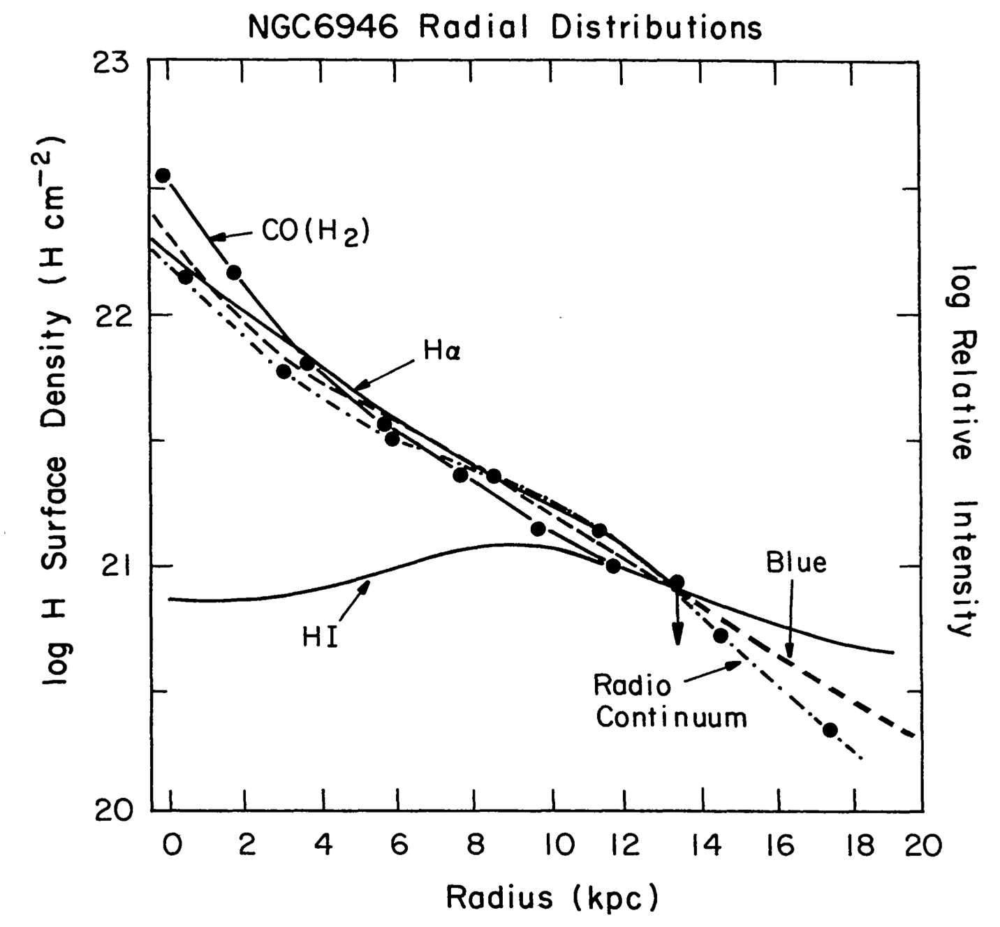 NGC6946 Radial Distributions
log H Surface Density (H cm⁻²)
23
22
21
20
CO(H₂)
Hα
HI
Blue
Radio
Continuum
log Relative Intensity
0 2 4 6 8 10 12 14 16 18 20
Radius (kpc)